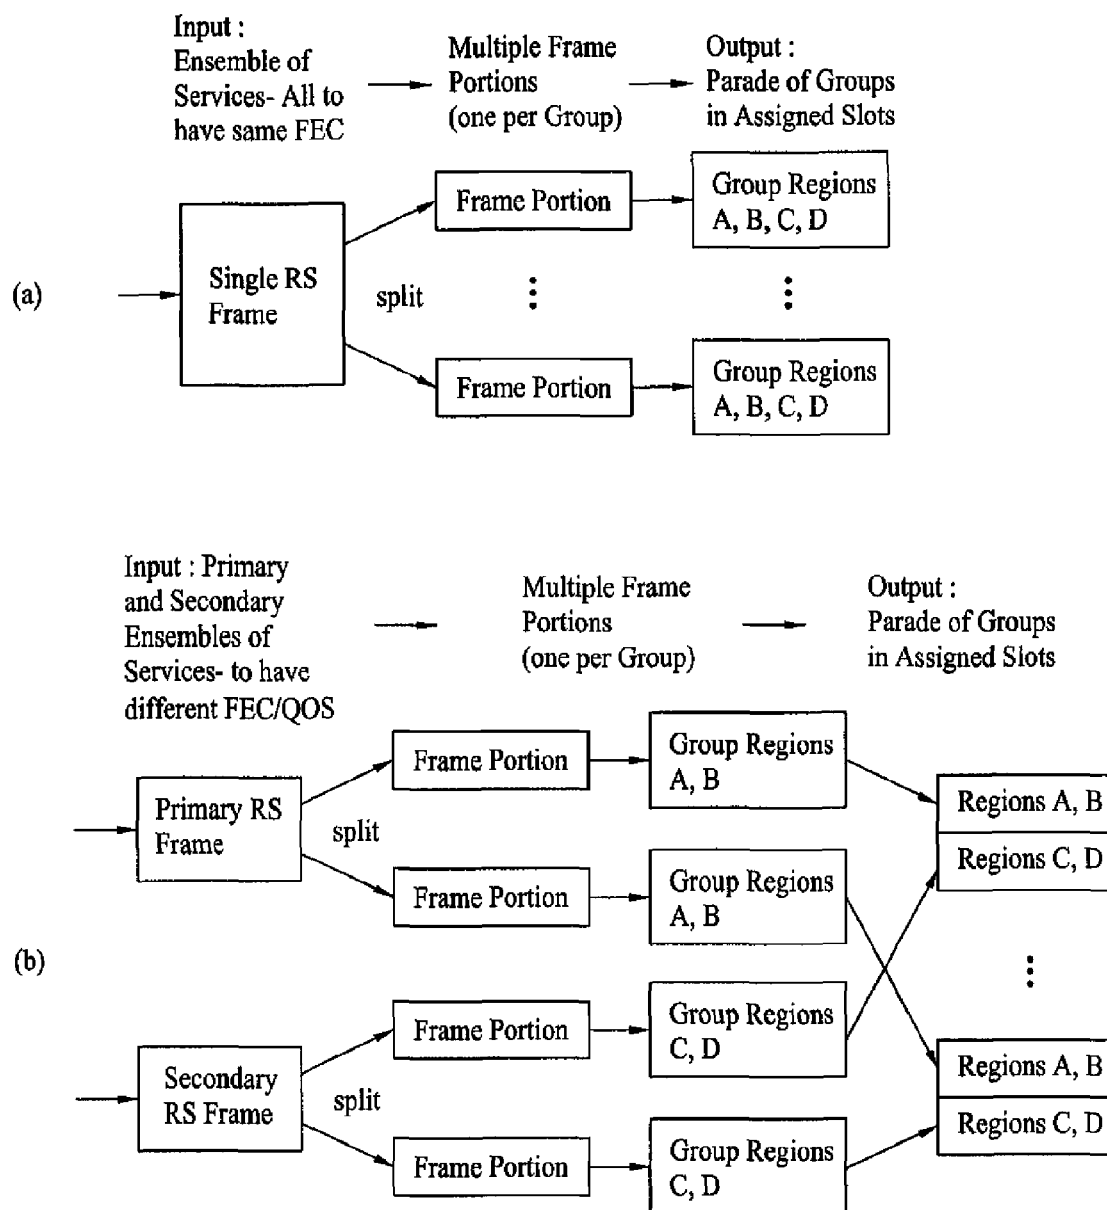 Input :
Ensemble of
Services- All to
have same FEC
Multiple Frame
Portions
(one per Group)
Output :
Parade of Groups
in Assigned Slots
(a)
Single RS
Frame
split
Frame Portion
Group Regions
A, B, C, D
Frame Portion
Group Regions
A, B, C, D
Input : Primary
and Secondary
Ensembles of
Services- to have
different FEC/QOS
Multiple Frame
Portions
(one per Group)
Output :
Parade of Groups
in Assigned Slots
(b)
Primary RS
Frame
split
Frame Portion
Group Regions
A, B
Frame Portion
Group Regions
A, B
Regions A, B
Regions C, D
Secondary
RS Frame
split
Frame Portion
Group Regions
C, D
Frame Portion
Group Regions
C, D
Regions A, B
Regions C, D